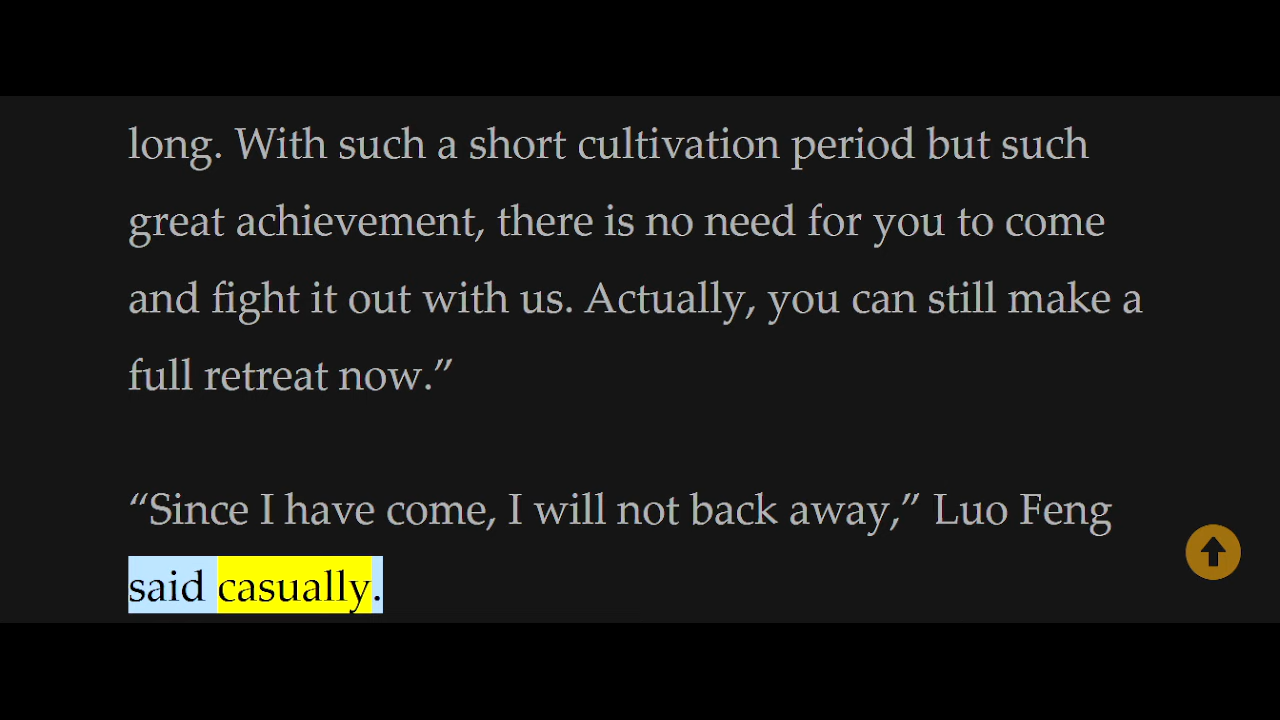 long. With such a short cultivation period but such
great achievement, there is no need for you to come
and fight it out with us. Actually, you can still make a
full retreat now.”
“Since I have come, I will not back away,” Luo Feng
said casually.